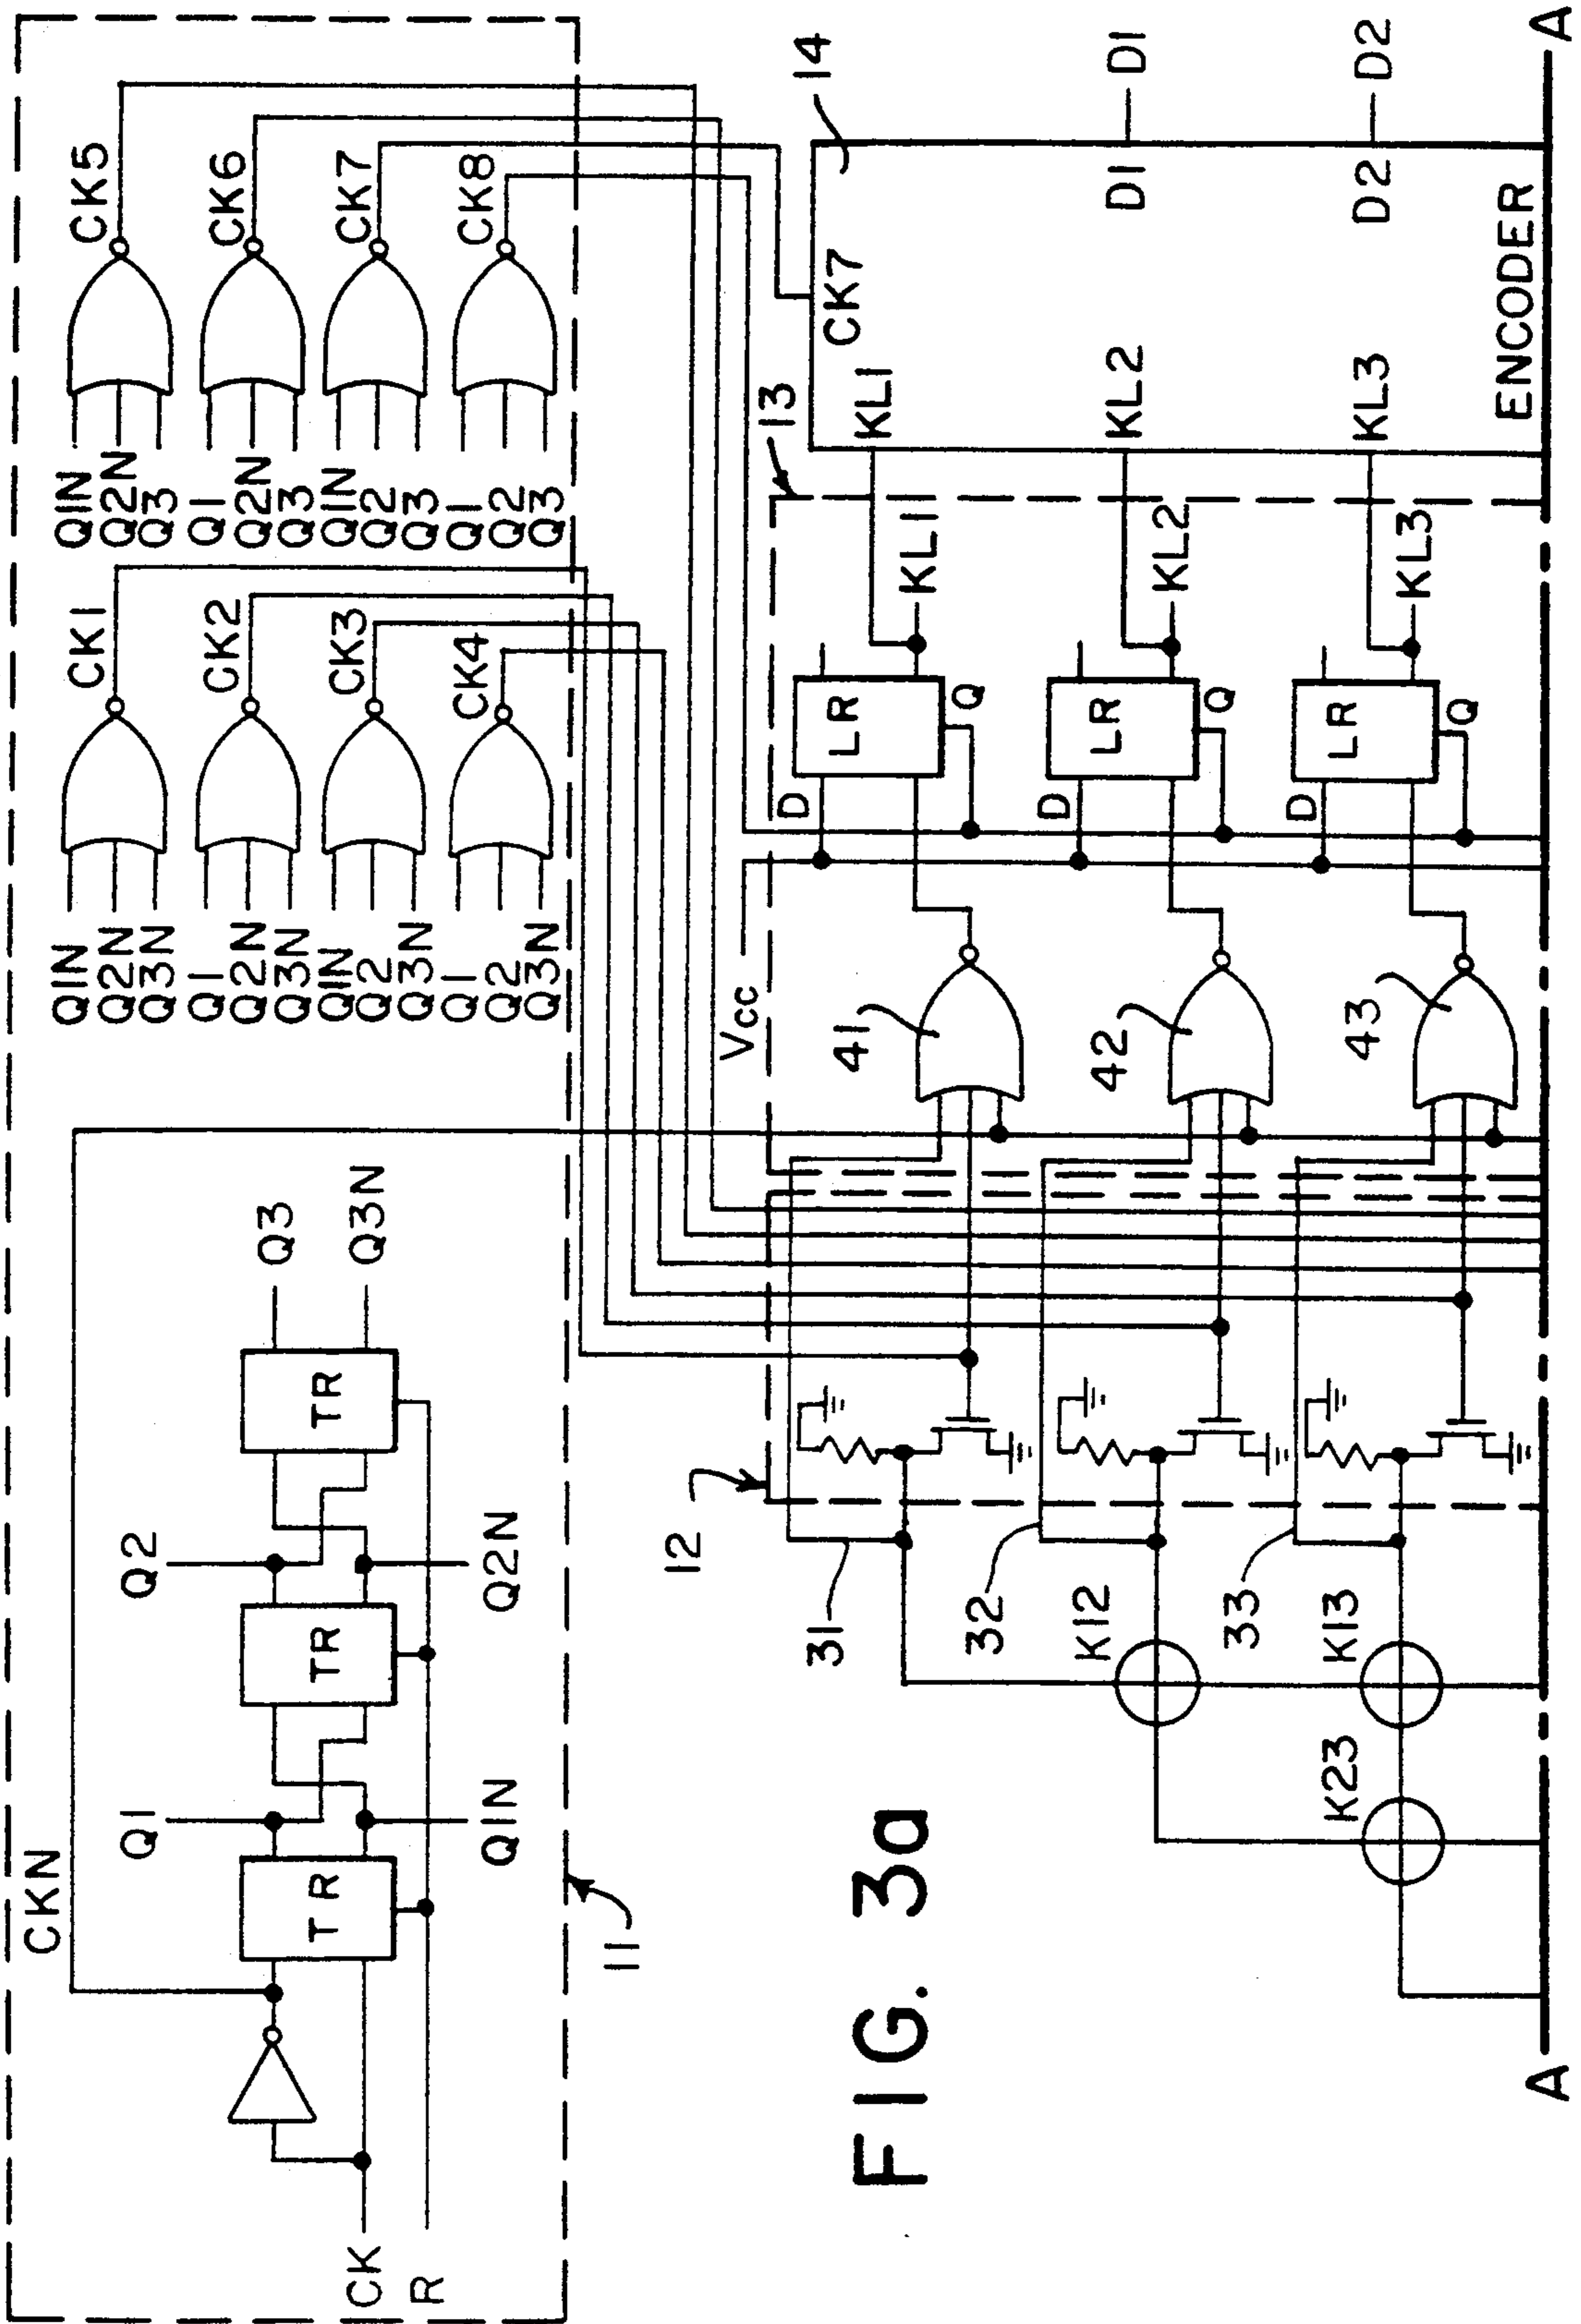 CKN
Q1
Q2
Q3
Q3N
TR
TR
TR
CK
R
Q1N
Q2N
11
Q1N
Q2N
Q3N
CK1
Q1
Q2N
Q3N
CK2
Q1N
Q2
Q3N
CK3
Q1
Q2
Q3N
CK4
Q1N
Q2N
Q3
CK5
Q1
Q2N
Q3
CK6
Q1N
Q2
Q3
CK7
Q1
Q2
Q3
CK8
12
Vcc
13
14
31
41
D
LR
Q
KL1
KL1
CK7
32
K12
42
D
LR
Q
KL2
KL2
D1
D1
33
K13
K23
43
D
LR
Q
KL3
KL3
D2
D2
ENCODER
A
A
FIG. 3a